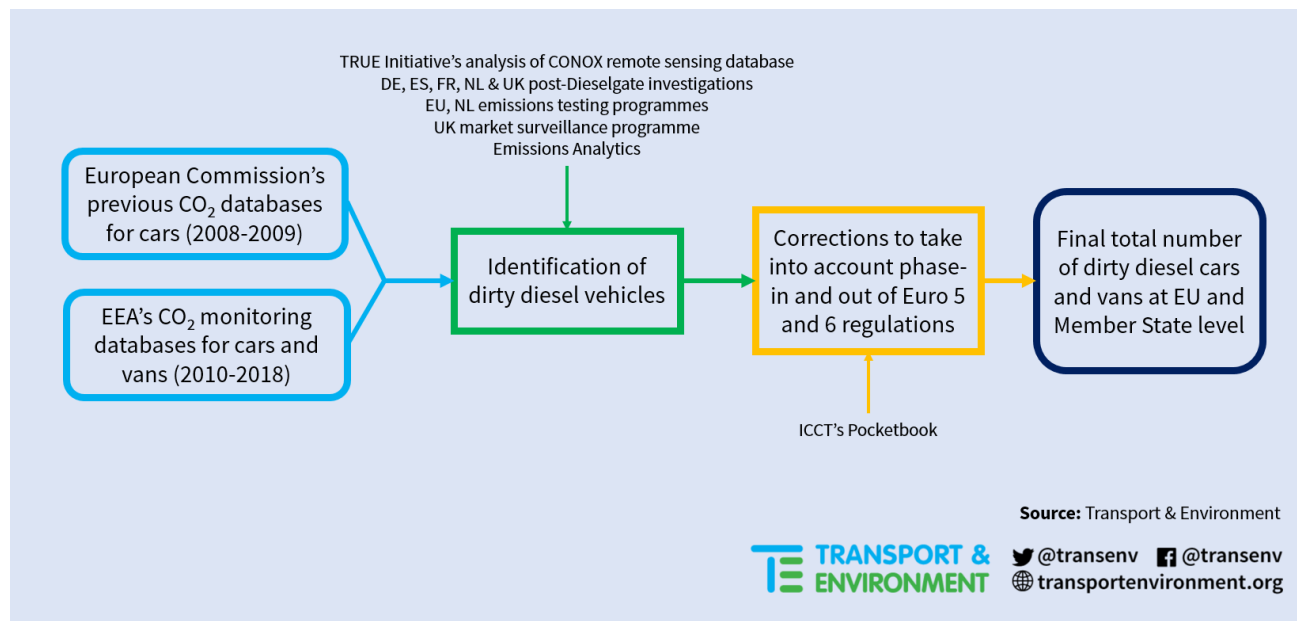 TRUE Initiative's analysis of CONOX remote sensing database
DE, ES, FR, NL & UK post-Dieselgate investigations
EU, NL emissions testing programmes
UK market surveillance programme
Emissions Analytics
European Commission's
previous CO₂ databases
for cars (2008-2009)
EEA's CO₂ monitoring
databases for cars and
vans (2010-2018)
Identification of
dirty diesel vehicles
Corrections to take
into account phase-
in and out of Euro 5
and 6 regulations
ICCT's Pocketbook
Final total number
of dirty diesel cars
and vans at EU and
Member State level
Source: Transport & Environment
TE TRANSPORT &
ENVIRONMENT
@transenv @transenv
transportenvironment.org